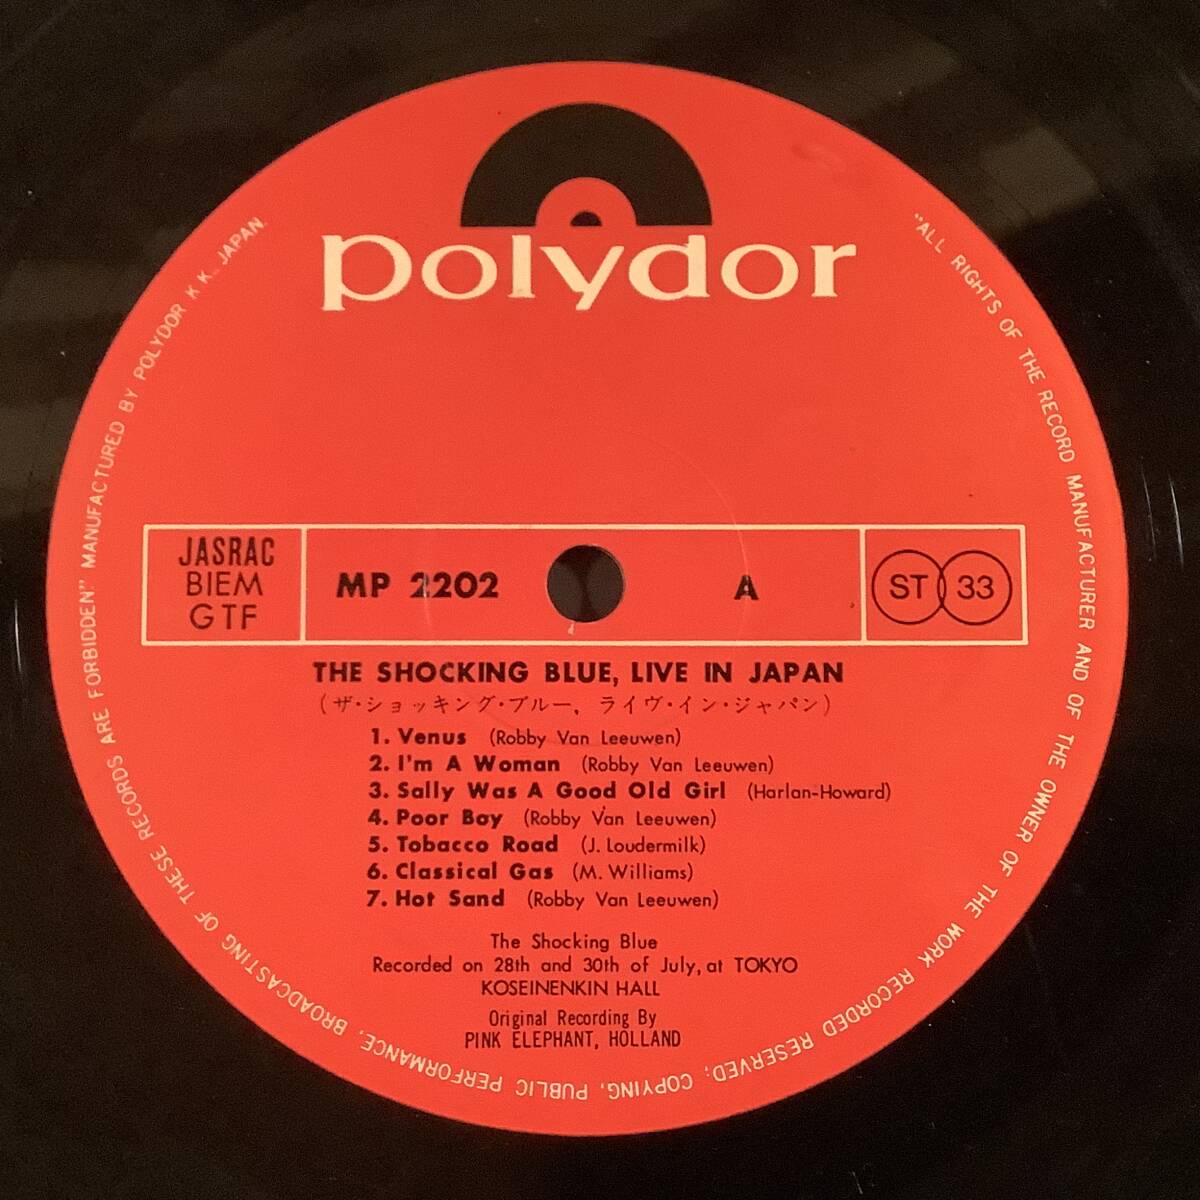 polydor
"ALL RIGHTS OF THE RECORD MANUFACTURER AND OF THE OWNER OF THE WORK RECORDED RESERVED; COPYING, PUBLIC PERFORMANCE, BROADCASTING OF THESE RECORDS ARE FORBIDDEN." MANUFACTURED BY POLYDOR K.K., JAPAN.
JASRAC
BIEM
GTF
MP 2202
A
ST 33
THE SHOCKING BLUE, LIVE IN JAPAN
(ザ・ショッキング・ブルー, ライヴ・イン・ジャパン)
1. Venus (Robby Van Leeuwen)
2. I'm A Woman (Robby Van Leeuwen)
3. Sally Was A Good Old Girl (Harlan-Howard)
4. Poor Boy (Robby Van Leeuwen)
5. Tobacco Road (J. Loudermilk)
6. Classical Gas (M. Williams)
7. Hot Sand (Robby Van Leeuwen)
The Shocking Blue
Recorded on 28th and 30th of July, at TOKYO
KOSEINENKIN HALL
Original Recording By
PINK ELEPHANT, HOLLAND